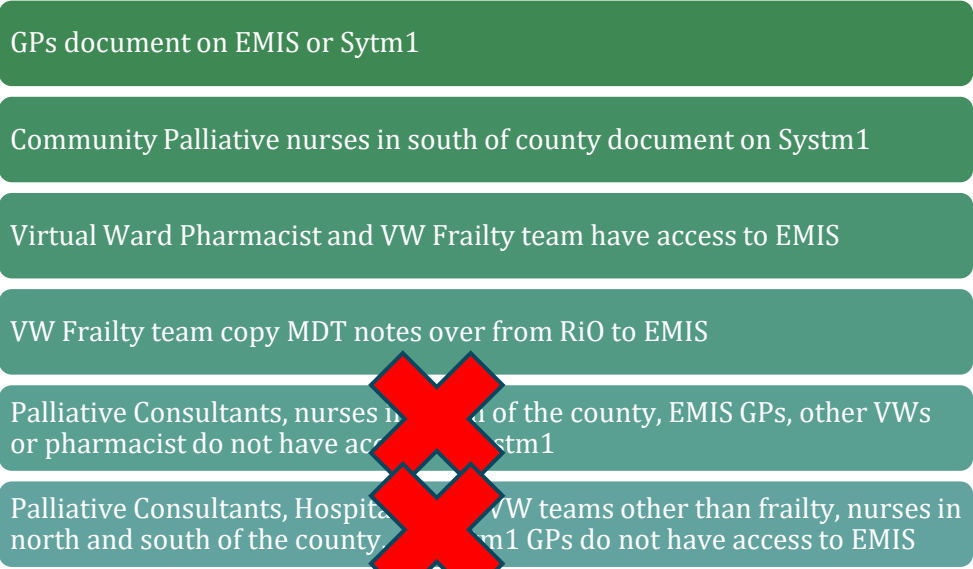 GPs document on EMIS or Sytm1
Community Palliative nurses in south of county document on Systm1
Virtual Ward Pharmacist and VW Frailty team have access to EMIS
VW Frailty team copy MDT notes over from RiO to EMIS
Palliative Consultants, nurses of the county, EMIS GPs, other VWs
or pharmacist do not have
Palliative Consultants, VW teams other than frailty, nurses in
north and south of the county, GPs do not have access to EMIS